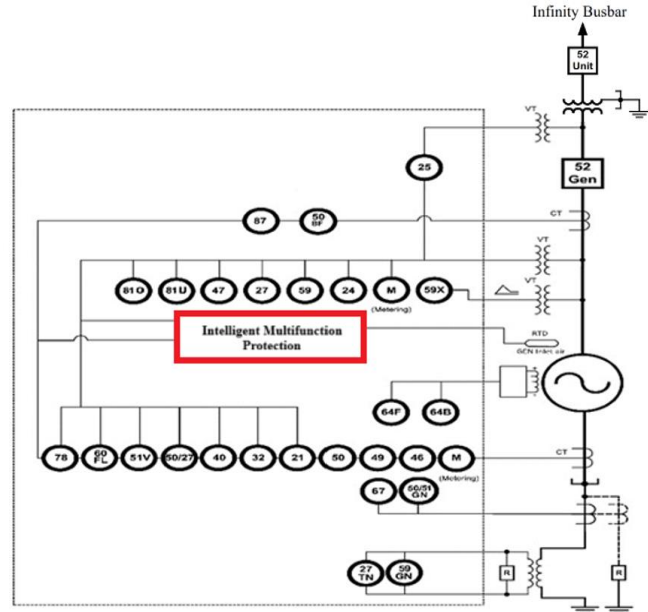 Infinity Busbar
52
Unit
VT
25
52
Gen
87
50
BF
CT
VT
81O
81U
47
27
59
24
M
59X
VT
(Metering)
Intelligent Multifunction
Protection
RTD
GEN Inlet air
64F
64B
78
60
FL
51V
50/27
40
32
21
50
49
46
M
CT
(Metering)
67
50/51
GN
27
TN
59
GN
R
R